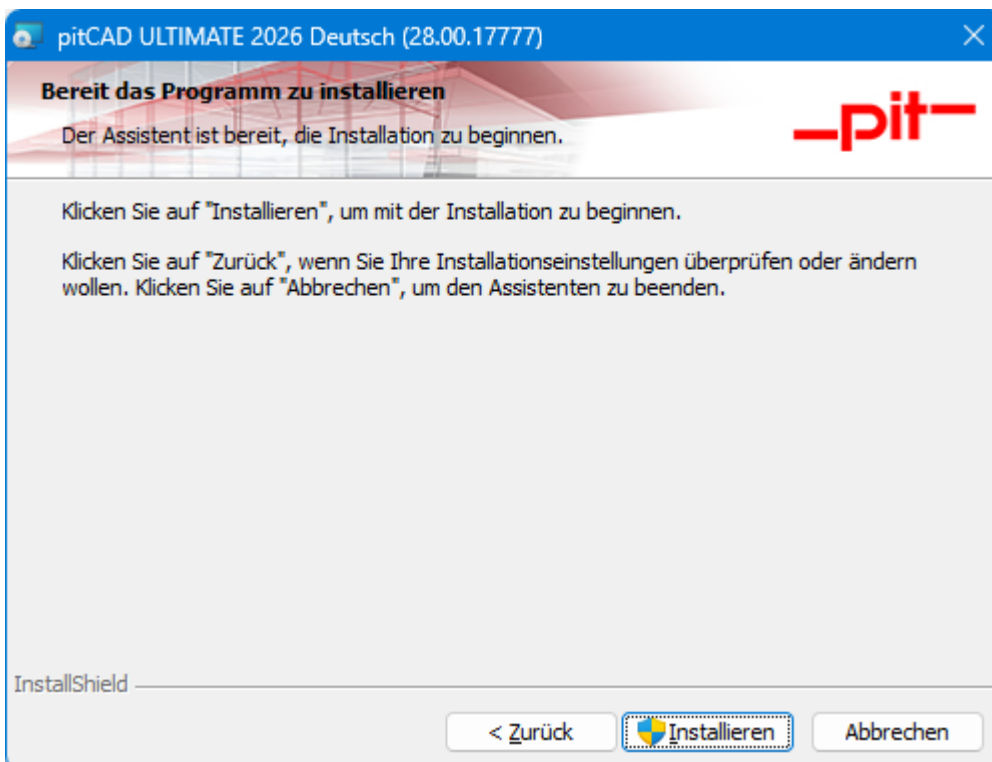 pitCAD ULTIMATE 2026 Deutsch (28.00.17777)
Bereit das Programm zu installieren
Der Assistent ist bereit, die Installation zu beginnen.
pit
Klicken Sie auf "Installieren", um mit der Installation zu beginnen.
Klicken Sie auf "Zurück", wenn Sie Ihre Installationseinstellungen überprüfen oder ändern
wollen. Klicken Sie auf "Abbrechen", um den Assistenten zu beenden.
InstallShield
< Zurück
Installieren
Abbrechen